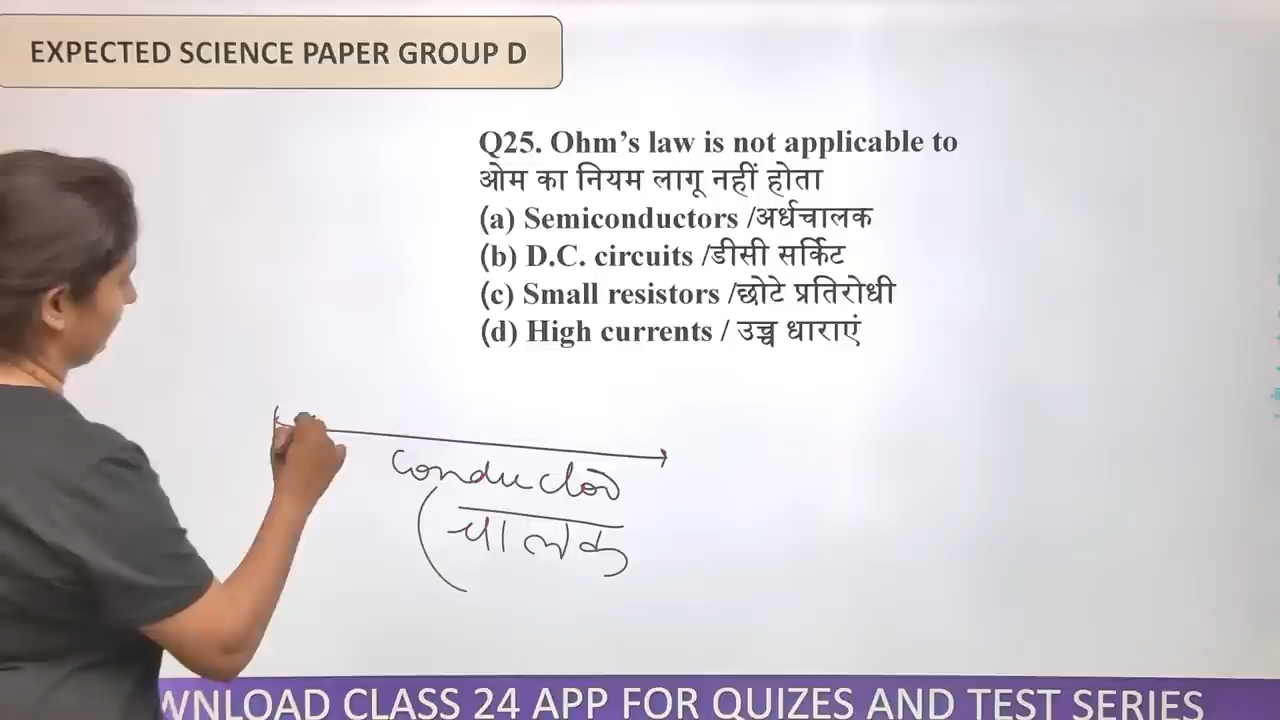 EXPECTED SCIENCE PAPER GROUP D
Q25. Ohm's law is not applicable to
ओम का नियम लागू नहीं होता
(a) Semiconductors /अर्धचालक
(b) D.C. circuits /डीसी सर्किट
(c) Small resistors /छोटे प्रतिरोधी
(d) High currents / उच्च धाराएं
Conductor
(चालक
WNLOAD CLASS 24 APP FOR QUIZES AND TEST SERIES